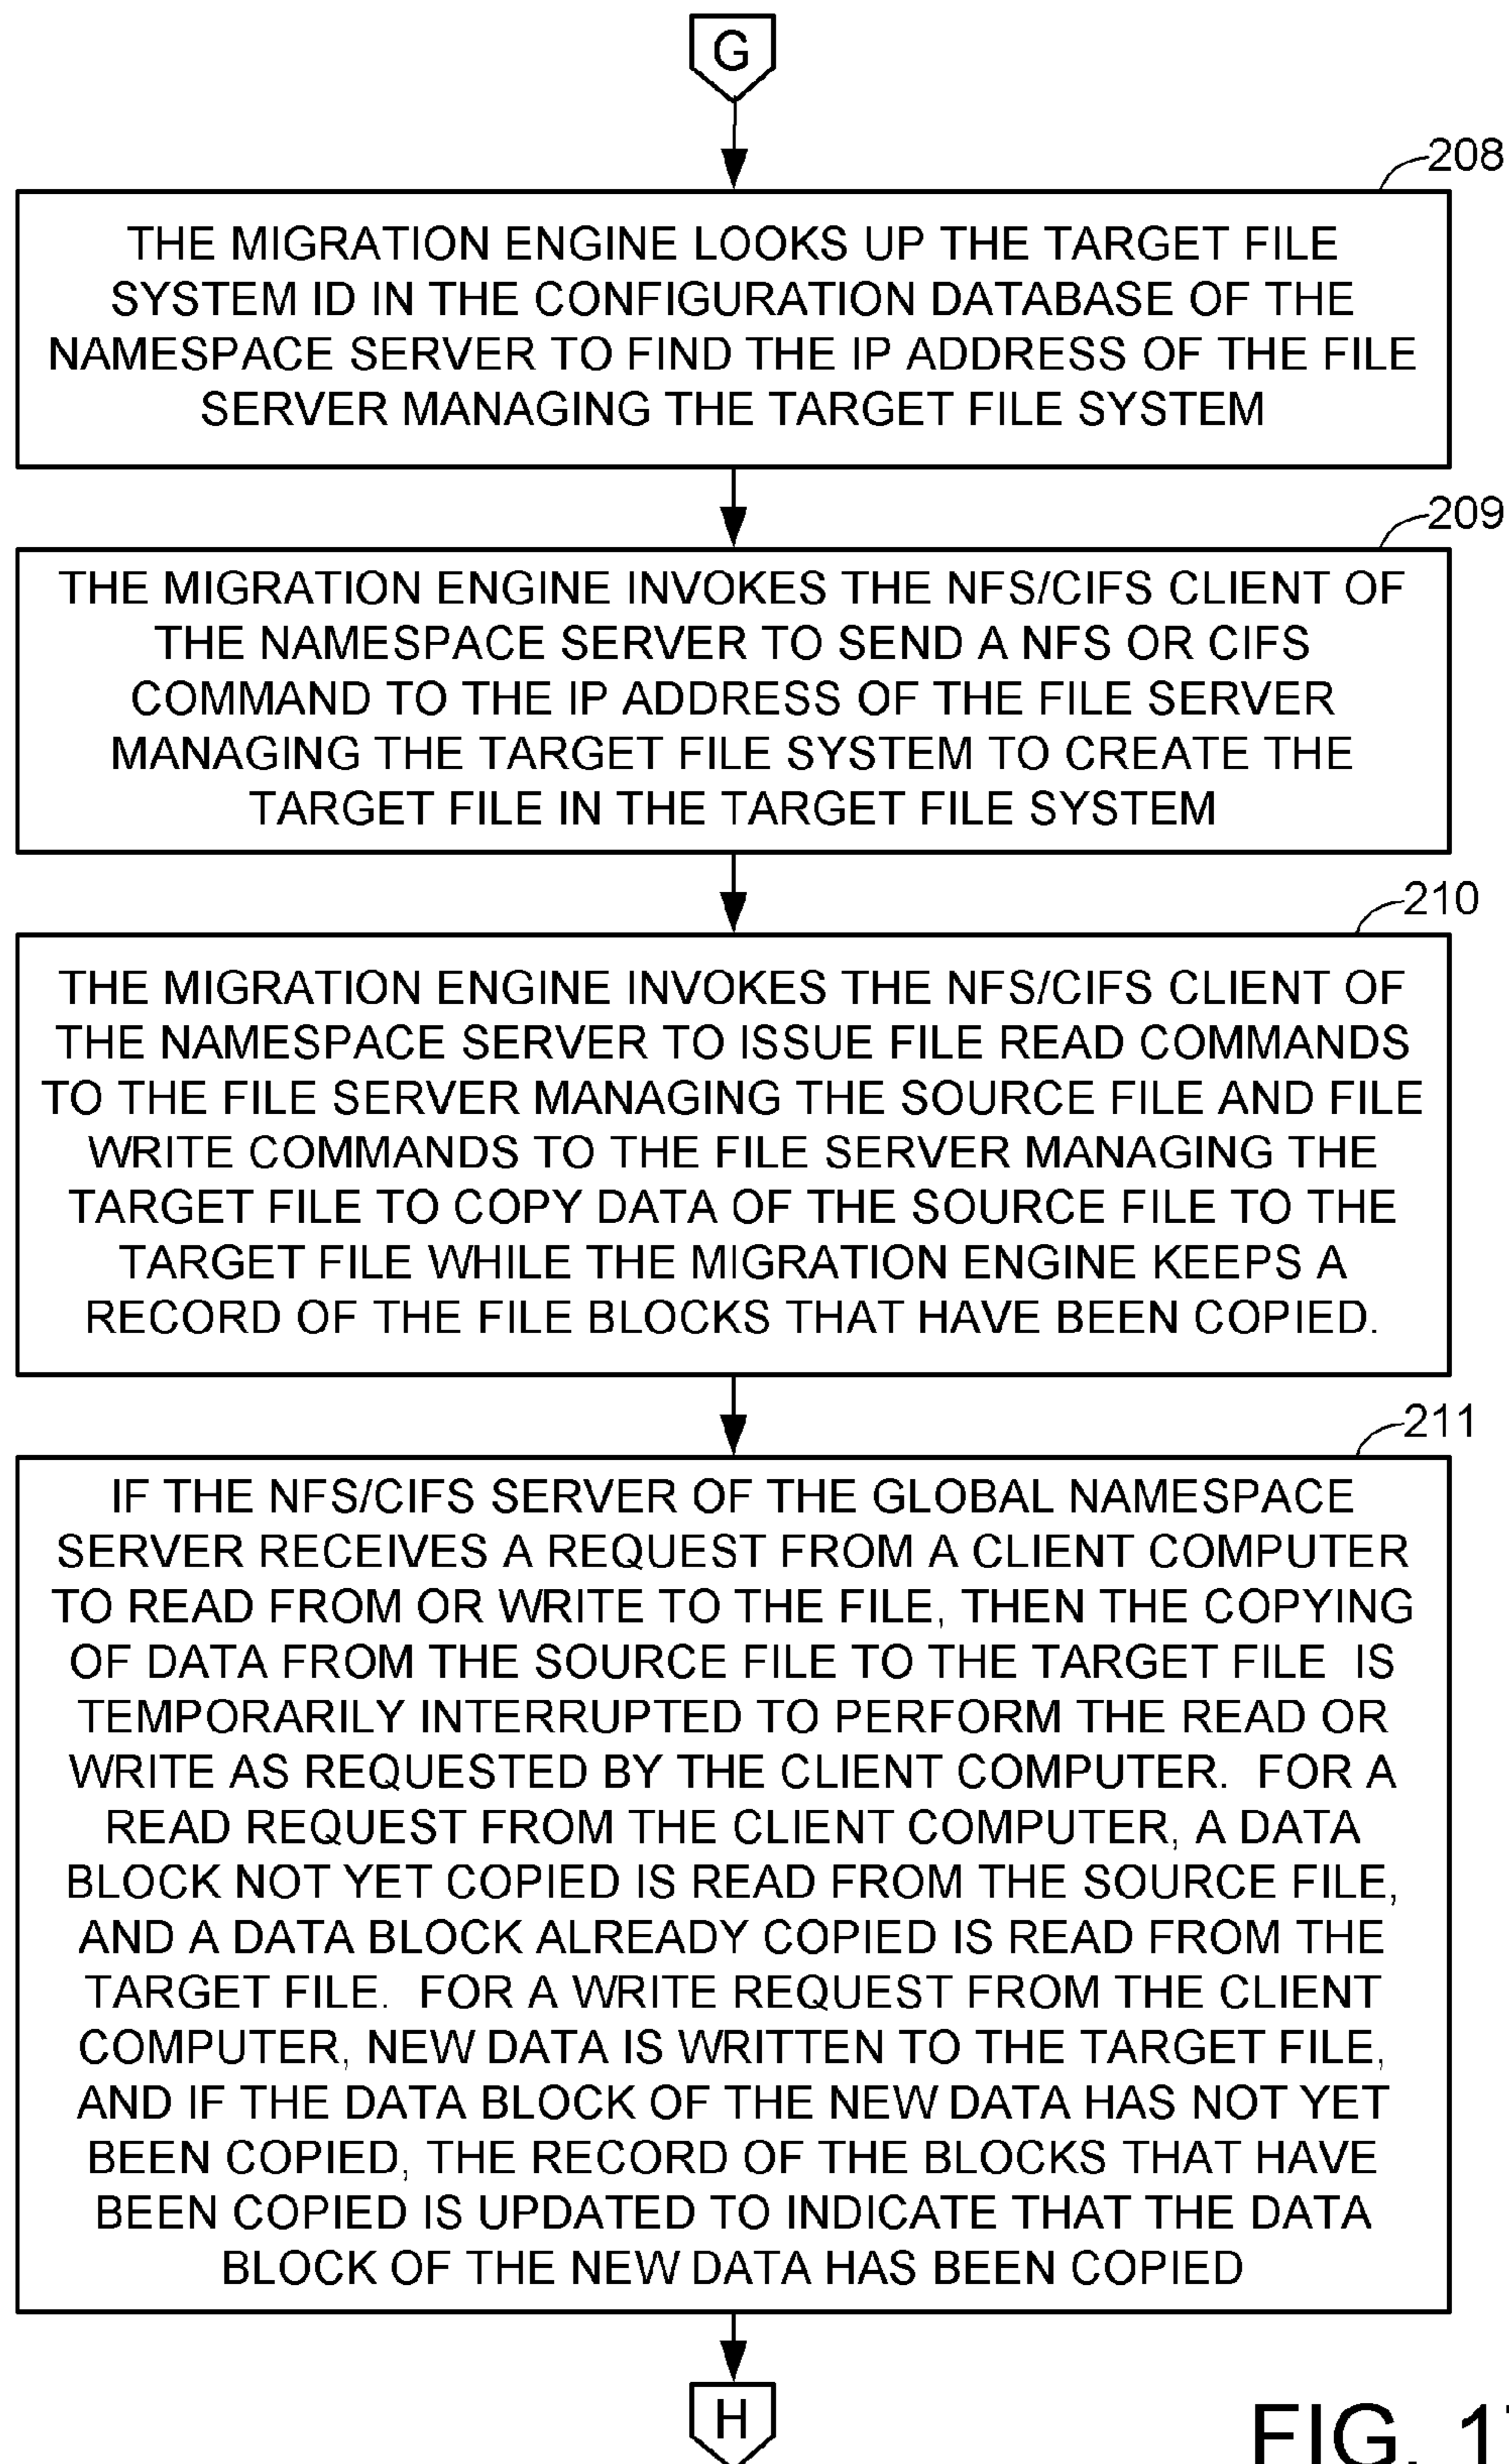 G
208
THE MIGRATION ENGINE LOOKS UP THE TARGET FILE
SYSTEM ID IN THE CONFIGURATION DATABASE OF THE
NAMESPACE SERVER TO FIND THE IP ADDRESS OF THE FILE
SERVER MANAGING THE TARGET FILE SYSTEM
209
THE MIGRATION ENGINE INVOKES THE NFS/CIFS CLIENT OF
THE NAMESPACE SERVER TO SEND A NFS OR CIFS
COMMAND TO THE IP ADDRESS OF THE FILE SERVER
MANAGING THE TARGET FILE SYSTEM TO CREATE THE
TARGET FILE IN THE TARGET FILE SYSTEM
210
THE MIGRATION ENGINE INVOKES THE NFS/CIFS CLIENT OF
THE NAMESPACE SERVER TO ISSUE FILE READ COMMANDS
TO THE FILE SERVER MANAGING THE SOURCE FILE AND FILE
WRITE COMMANDS TO THE FILE SERVER MANAGING THE
TARGET FILE TO COPY DATA OF THE SOURCE FILE TO THE
TARGET FILE WHILE THE MIGRATION ENGINE KEEPS A
RECORD OF THE FILE BLOCKS THAT HAVE BEEN COPIED.
211
IF THE NFS/CIFS SERVER OF THE GLOBAL NAMESPACE
SERVER RECEIVES A REQUEST FROM A CLIENT COMPUTER
TO READ FROM OR WRITE TO THE FILE, THEN THE COPYING
OF DATA FROM THE SOURCE FILE TO THE TARGET FILE IS
TEMPORARILY INTERRUPTED TO PERFORM THE READ OR
WRITE AS REQUESTED BY THE CLIENT COMPUTER. FOR A
READ REQUEST FROM THE CLIENT COMPUTER, A DATA
BLOCK NOT YET COPIED IS READ FROM THE SOURCE FILE,
AND A DATA BLOCK ALREADY COPIED IS READ FROM THE
TARGET FILE. FOR A WRITE REQUEST FROM THE CLIENT
COMPUTER, NEW DATA IS WRITTEN TO THE TARGET FILE,
AND IF THE DATA BLOCK OF THE NEW DATA HAS NOT YET
BEEN COPIED, THE RECORD OF THE BLOCKS THAT HAVE
BEEN COPIED IS UPDATED TO INDICATE THAT THE DATA
BLOCK OF THE NEW DATA HAS BEEN COPIED
H
FIG.